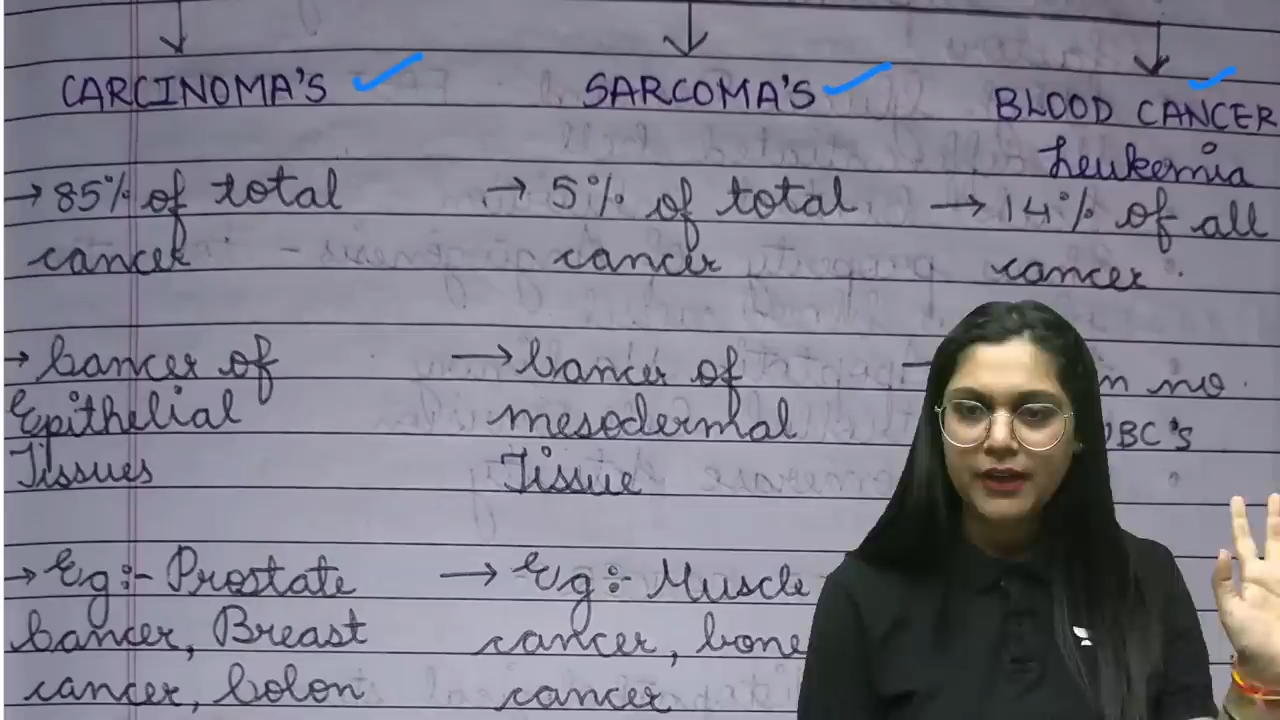 CARCINOMA'S
→ 85% of total
cancer
→ Cancer of
Epithelial
Tissues
→ Eg:- Prostate
Cancer, Breast
cancer, Colon
SARCOMA'S
→ 5% of total
cancer
→ Cancer of
mesodermal
Tissue
→ Eg:- Muscle
cancer, bone
cancer
BLOOD CANCER
Leukemia
→ 14% of all
cancer.
no.